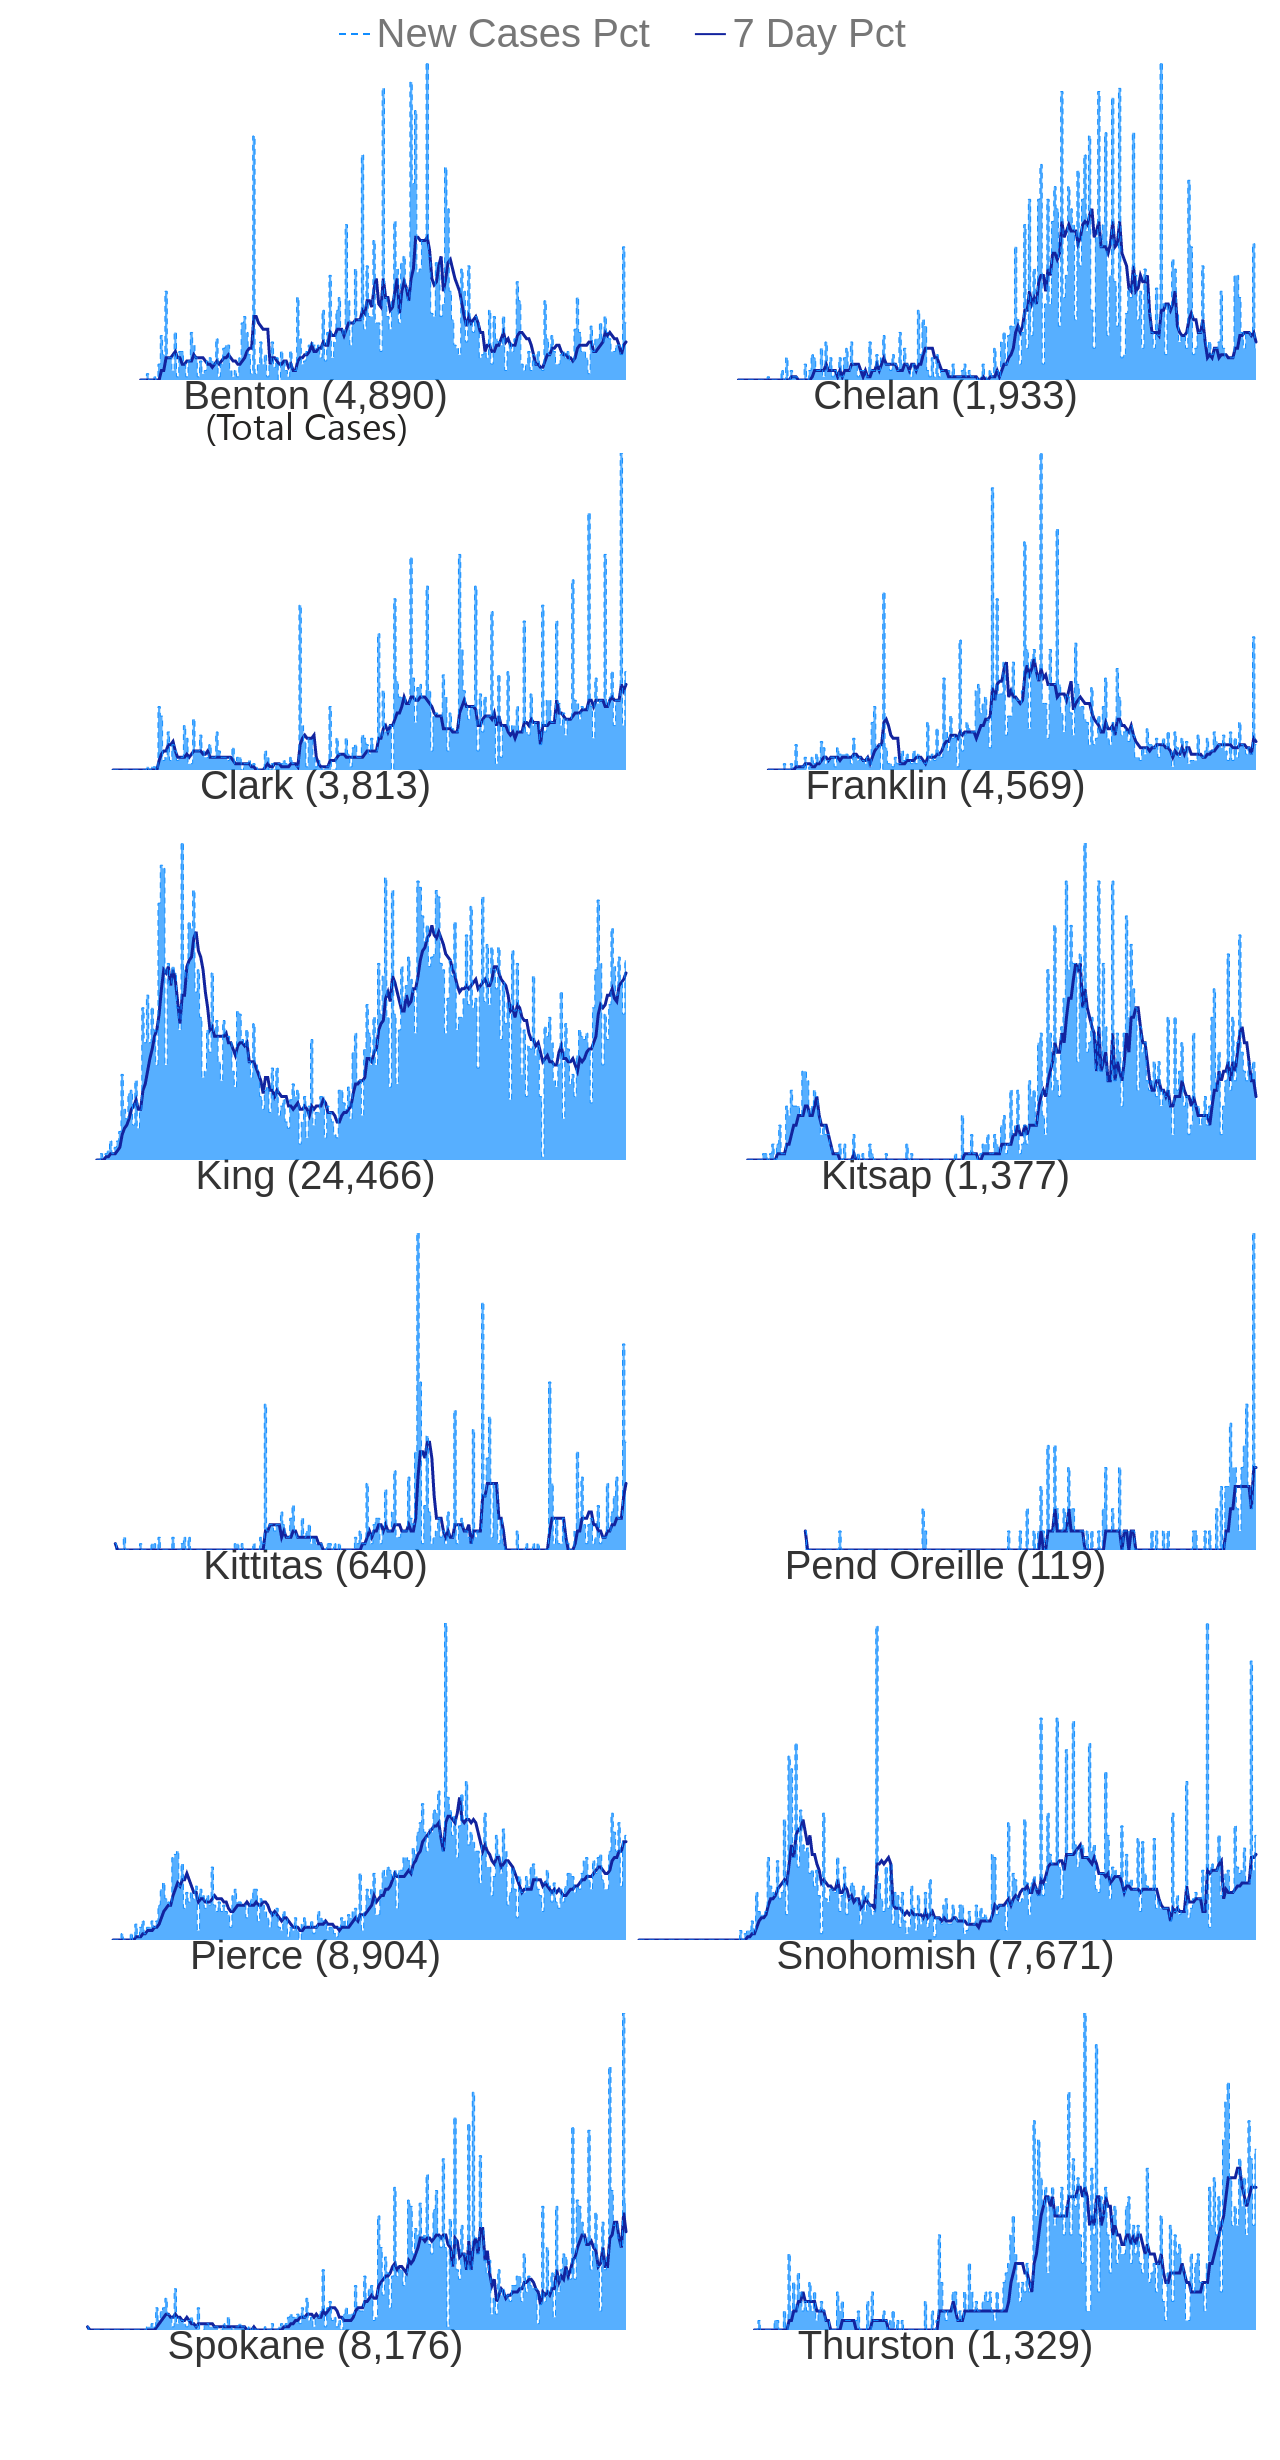 New Cases Pct 7 Day Pct
Benton (4,890) Chelan (1,933)
(Total Cases)
Clark (3,813) Franklin (4,569)
King (24,466) Kitsap (1,377)
Kittitas (640) Pend Oreille (119)
Pierce (8,904) Snohomish (7,671)
Spokane (8,176) Thurston (1,329)